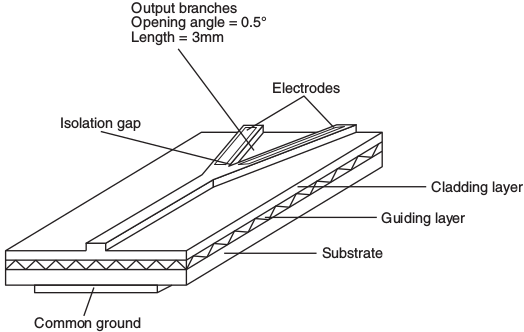 Output branches
Opening angle = 0.5°
Length = 3mm
Electrodes
Isolation gap
Cladding layer
Guiding layer
Substrate
Common ground